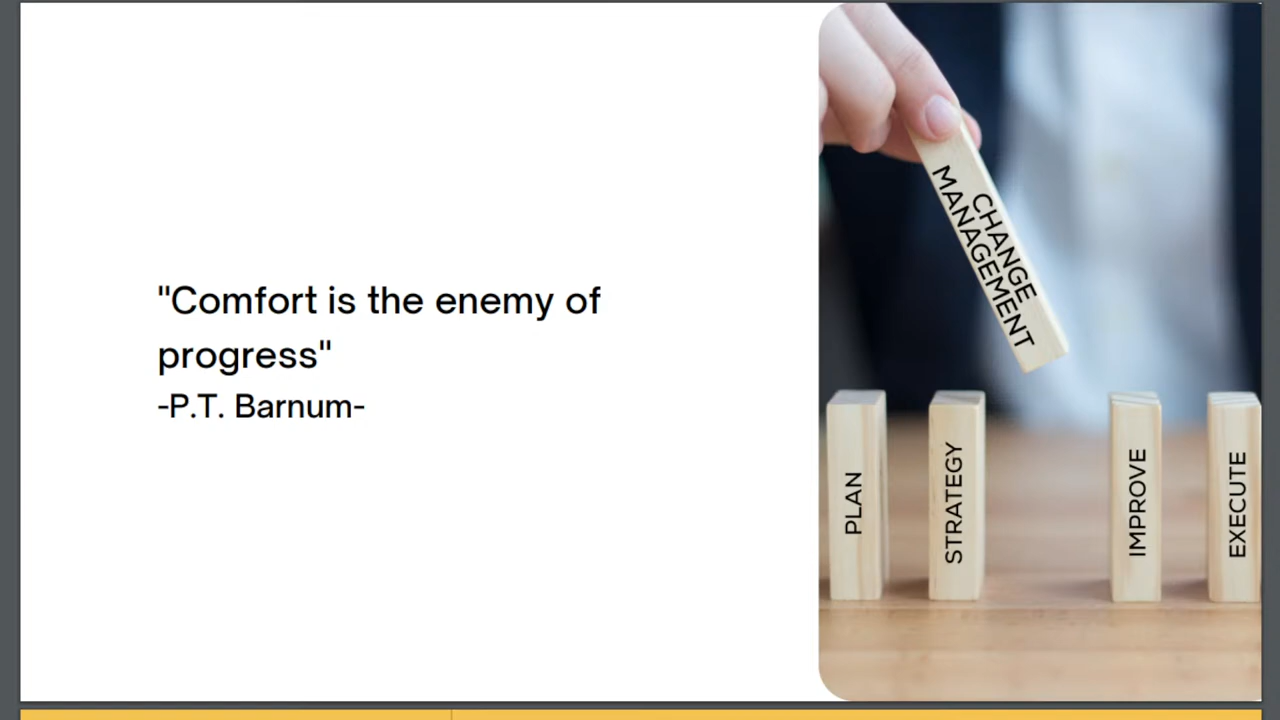 "Comfort is the enemy of
progress"
-P.T. Barnum-
CHANGE
MANAGEMENT
PLAN
STRATEGY
IMPROVE
EXECUTE